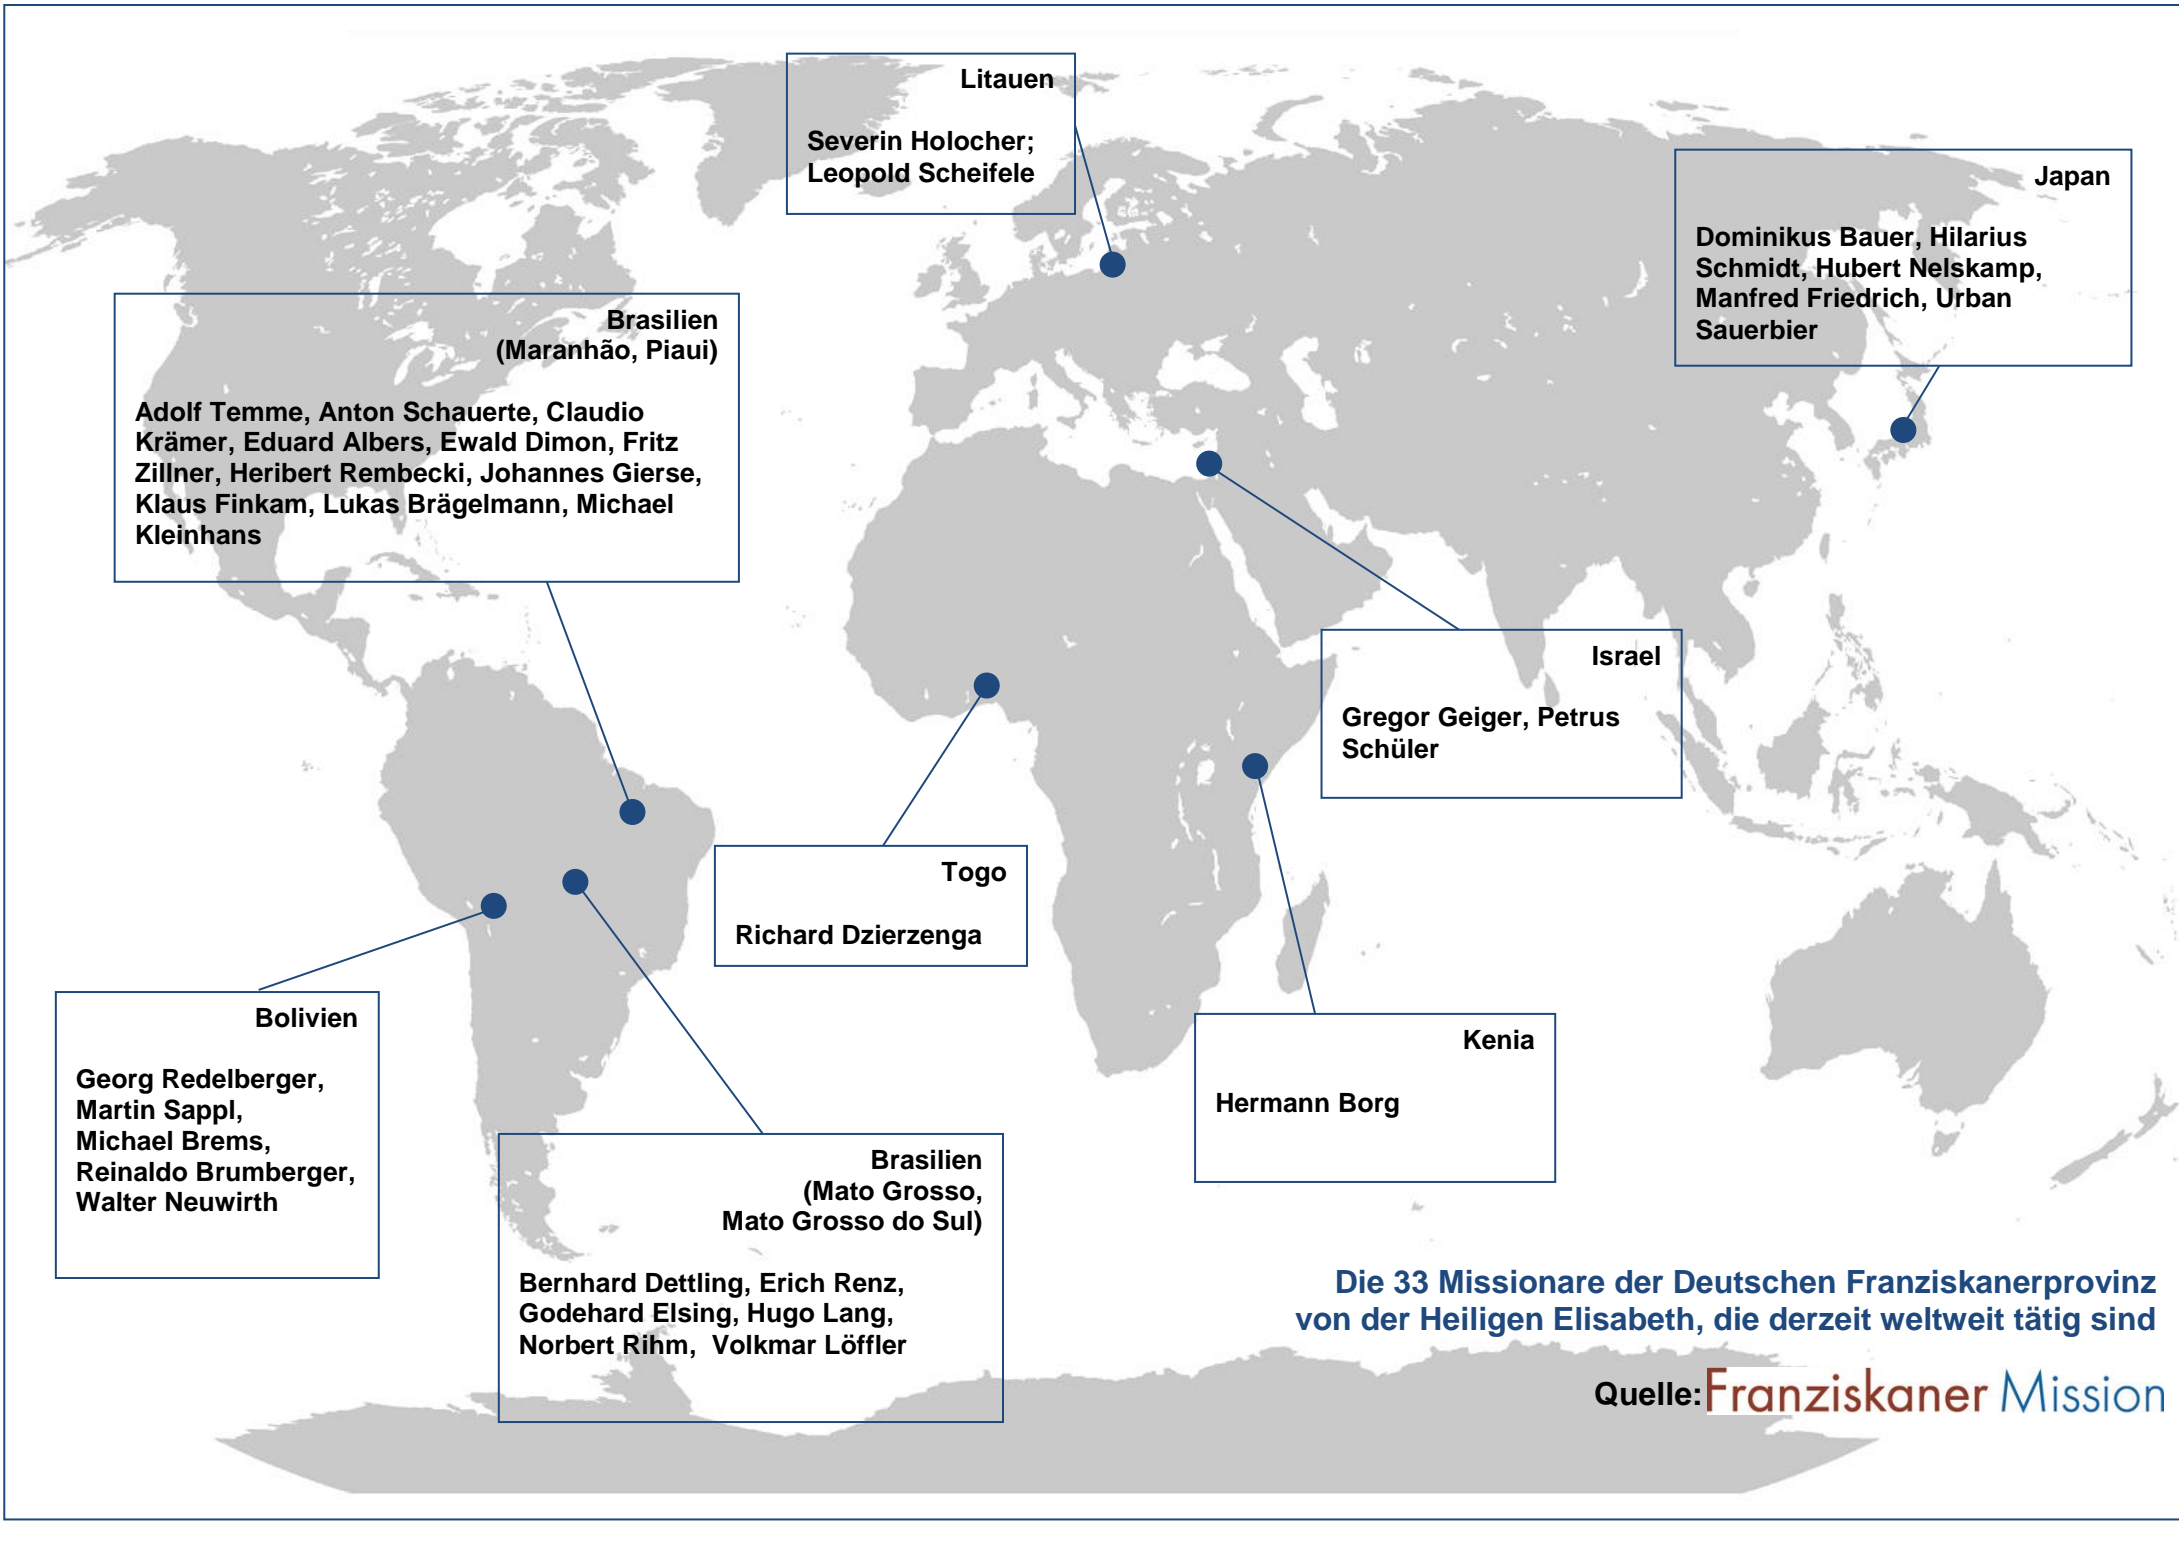 Litauen
Severin Holocher;
Leopold Scheifele
Japan
Dominikus Bauer, Hilarius
Schmidt, Hubert Nelskamp,
Manfred Friedrich, Urban
Sauerbier
Brasilien
(Maranhão, Piaui)
Adolf Temme, Anton Schauerte, Claudio
Krämer, Eduard Albers, Ewald Dimon, Fritz
Zillner, Heribert Rembecki, Johannes Gierse,
Klaus Finkam, Lukas Brägelmann, Michael
Kleinhans
Israel
Gregor Geiger, Petrus
Schüler
Togo
Richard Dzierzenga
Bolivien
Georg Redelberger,
Martin Sappl,
Michael Brems,
Reinaldo Brumberger,
Walter Neuwirth
Kenia
Hermann Borg
Brasilien
(Mato Grosso,
Mato Grosso do Sul)
Bernhard Dettling, Erich Renz,
Godehard Elsing, Hugo Lang,
Norbert Rihm, Volkmar Löffler
Die 33 Missionare der Deutschen Franziskanerprovinz
von der Heiligen Elisabeth, die derzeit weltweit tätig sind
Quelle: Franziskaner Mission